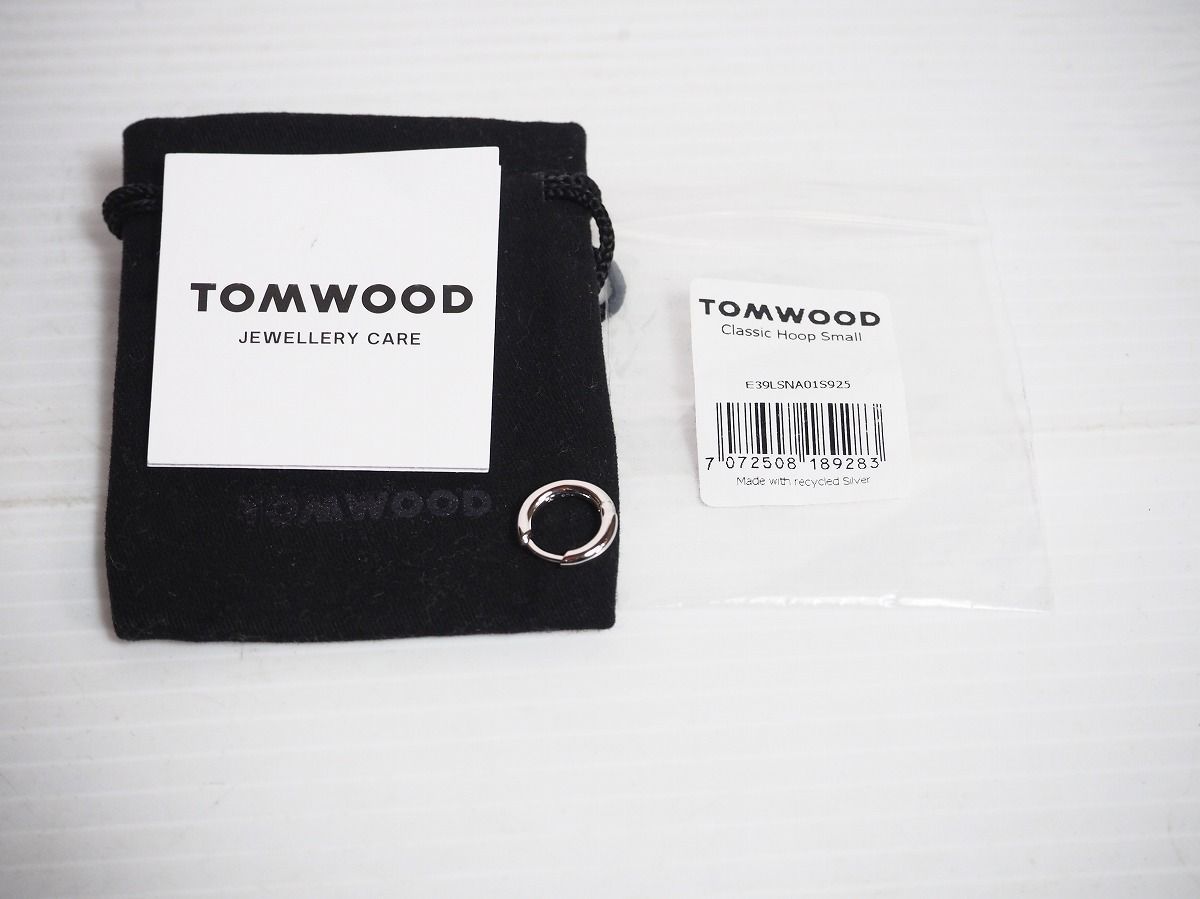 TOMWOOD
JEWELLERY CARE
TOMWOOD
TOMWOOD
Classic Hoop Small
E39LSNA01S925
7 072508 189283
Made with recycled Silver